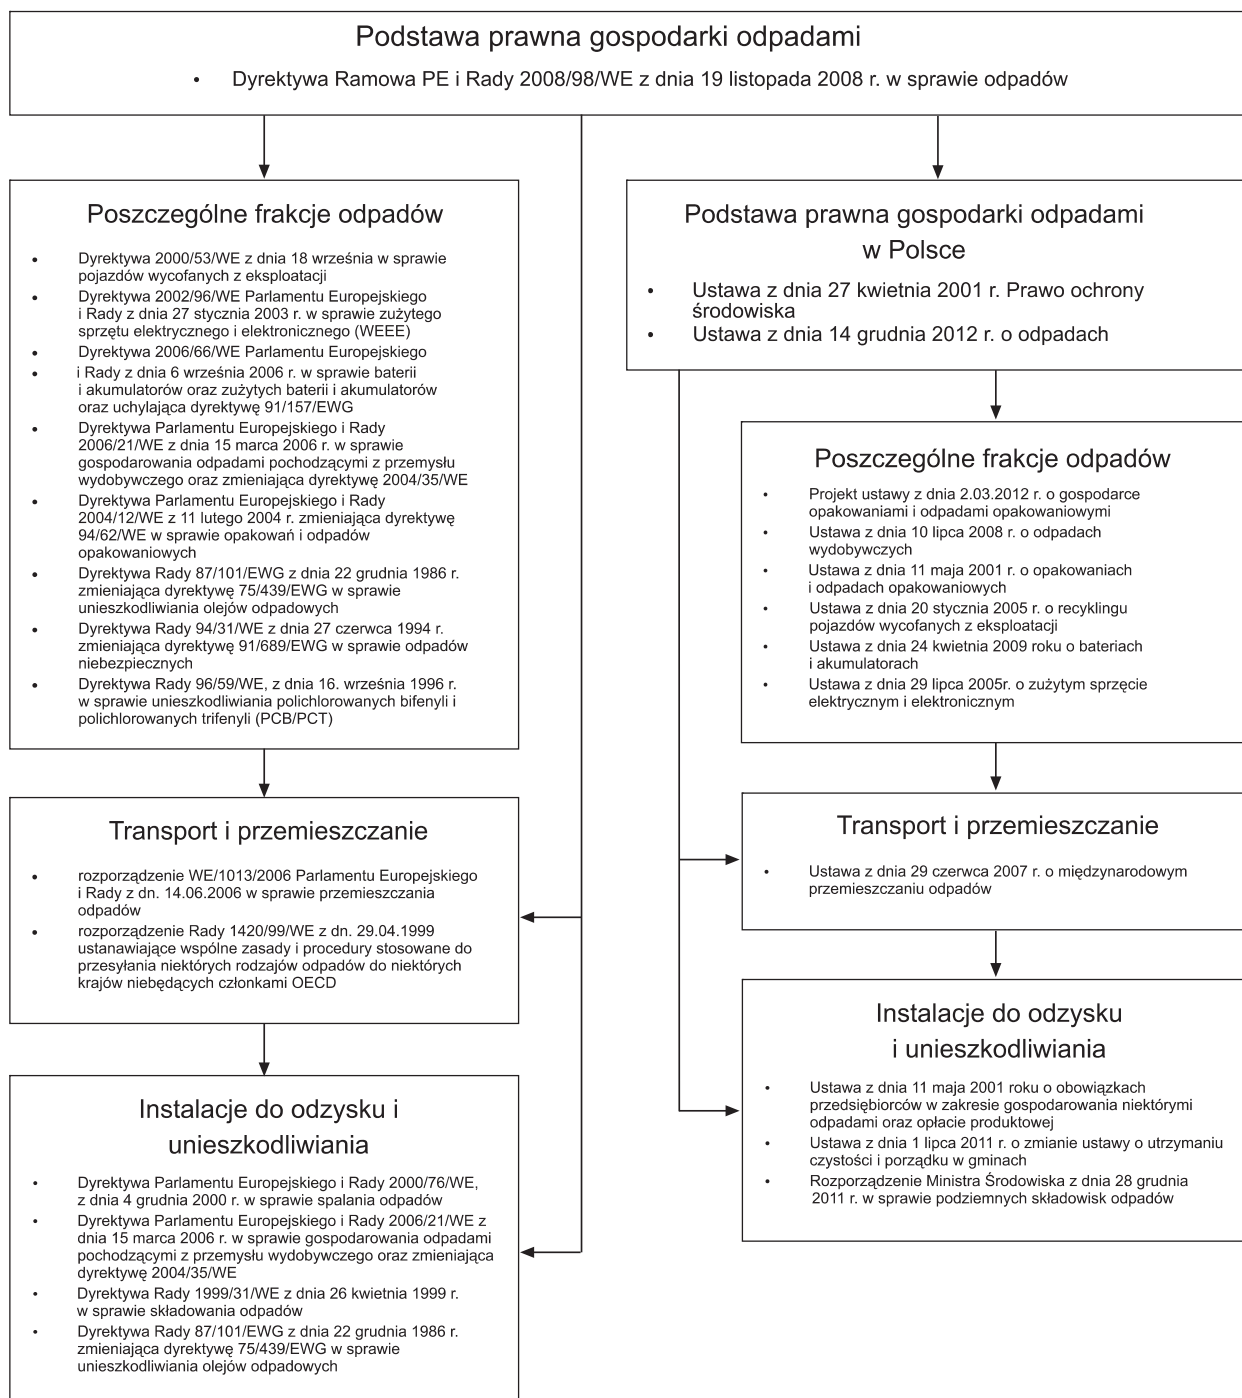 Podstawa prawna gospodarki odpadami
• Dyrektywa Ramowa PE i Rady 2008/98/WE z dnia 19 listopada 2008 r. w sprawie odpadów
Poszczególne frakcje odpadów
• Dyrektywa 2000/53/WE z dnia 18 września w sprawie
pojazdów wycofanych z eksploatacji
• Dyrektywa 2002/96/WE Parlamentu Europejskiego
i Rady z dnia 27 stycznia 2003 r. w sprawie zużytego
sprzętu elektrycznego i elektronicznego (WEEE)
• Dyrektywa 2006/66/WE Parlamentu Europejskiego
• i Rady z dnia 6 września 2006 r. w sprawie baterii
i akumulatorów oraz zużytych baterii i akumulatorów
oraz uchylająca dyrektywę 91/157/EWG
• Dyrektywa Parlamentu Europejskiego i Rady
2006/21/WE z dnia 15 marca 2006 r. w sprawie
gospodarowania odpadami pochodzącymi z przemysłu
wydobywczego oraz zmieniająca dyrektywę 2004/35/WE
• Dyrektywa Parlamentu Europejskiego i Rady
2004/12/WE z 11 lutego 2004 r. zmieniająca dyrektywę
94/62/WE w sprawie opakowań i odpadów
opakowaniowych
• Dyrektywa Rady 87/101/EWG z dnia 22 grudnia 1986 r.
zmieniająca dyrektywę 75/439/EWG w sprawie
unieszkodliwiania olejów odpadowych
• Dyrektywa Rady 94/31/WE z dnia 27 czerwca 1994 r.
zmieniająca dyrektywę 91/689/EWG w sprawie odpadów
niebezpiecznych
• Dyrektywa Rady 96/59/WE, z dnia 16. września 1996 r.
w sprawie unieszkodliwiania polichlorowanych bifenyli i
polichlorowanych trifenyli (PCB/PCT)
Transport i przemieszczanie
• rozporządzenie WE/1013/2006 Parlamentu Europejskiego
i Rady z dn. 14.06.2006 w sprawie przemieszczania
odpadów
• rozporządzenie Rady 1420/99/WE z dn. 29.04.1999
ustanawiające wspólne zasady i procedury stosowane do
przesyłania niektórych rodzajów odpadów do niektórych
krajów niebędących członkami OECD
Instalacje do odzysku i
unieszkodliwiania
• Dyrektywa Parlamentu Europejskiego i Rady 2000/76/WE,
z dnia 4 grudnia 2000 r. w sprawie spalania odpadów
• Dyrektywa Parlamentu Europejskiego i Rady 2006/21/WE z
dnia 15 marca 2006 r. w sprawie gospodarowania odpadami
pochodzącymi z przemysłu wydobywczego oraz zmieniająca
dyrektywę 2004/35/WE
• Dyrektywa Rady 1999/31/WE z dnia 26 kwietnia 1999 r.
w sprawie składowania odpadów
• Dyrektywa Rady 87/101/EWG z dnia 22 grudnia 1986 r.
zmieniająca dyrektywę 75/439/EWG w sprawie
unieszkodliwiania olejów odpadowych
Podstawa prawna gospodarki odpadami
w Polsce
• Ustawa z dnia 27 kwietnia 2001 r. Prawo ochrony
środowiska
• Ustawa z dnia 14 grudnia 2012 r. o odpadach
Poszczególne frakcje odpadów
• Projekt ustawy z dnia 2.03.2012 r. o gospodarce
opakowaniami i odpadami opakowaniowymi
• Ustawa z dnia 10 lipca 2008 r. o odpadach
wydobywczych
• Ustawa z dnia 11 maja 2001 r. o opakowaniach
i odpadach opakowaniowych
• Ustawa z dnia 20 stycznia 2005 r. o recyklingu
pojazdów wycofanych z eksploatacji
• Ustawa z dnia 24 kwietnia 2009 roku o bateriach
i akumulatorach
• Ustawa z dnia 29 lipca 2005r. o zużytym sprzęcie
elektrycznym i elektronicznym
Transport i przemieszczanie
• Ustawa z dnia 29 czerwca 2007 r. o międzynarodowym
przemieszczaniu odpadów
Instalacje do odzysku
i unieszkodliwiania
• Ustawa z dnia 11 maja 2001 roku o obowiązkach
przedsiębiorców w zakresie gospodarowania niektórymi
odpadami oraz opłacie produktowej
• Ustawa z dnia 1 lipca 2011 r. o zmianie ustawy o utrzymaniu
czystości i porządku w gminach
• Rozporządzenie Ministra Środowiska z dnia 28 grudnia
2011 r. w sprawie podziemnych składowisk odpadów